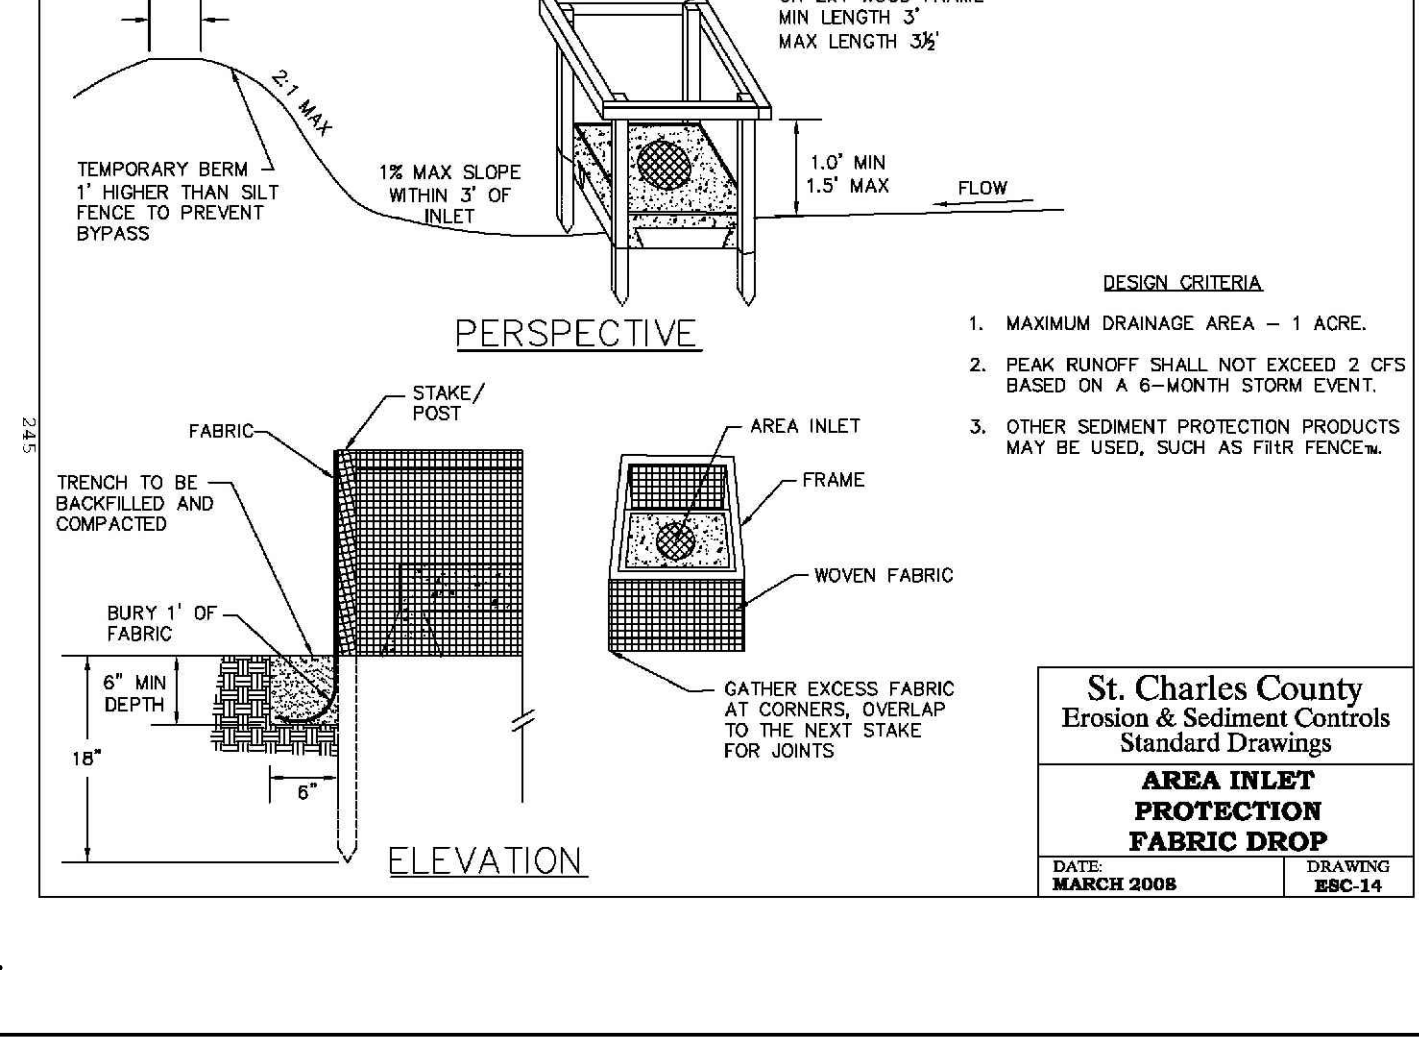 MIN LENGTH 3'
MAX LENGTH 3½'
2:1 MAX
TEMPORARY BERM
1' HIGHER THAN SILT
FENCE TO PREVENT
BYPASS
1% MAX SLOPE
WITHIN 3' OF
INLET
1.0' MIN
1.5' MAX
FLOW
PERSPECTIVE
DESIGN CRITERIA
1. MAXIMUM DRAINAGE AREA – 1 ACRE.
2. PEAK RUNOFF SHALL NOT EXCEED 2 CFS
BASED ON A 6–MONTH STORM EVENT.
3. OTHER SEDIMENT PROTECTION PRODUCTS
MAY BE USED, SUCH AS FIltR FENCE™.
245
STAKE/
POST
FABRIC
TRENCH TO BE
BACKFILLED AND
COMPACTED
BURY 1' OF
FABRIC
6" MIN
DEPTH
18"
6"
ELEVATION
AREA INLET
FRAME
WOVEN FABRIC
GATHER EXCESS FABRIC
AT CORNERS, OVERLAP
TO THE NEXT STAKE
FOR JOINTS
St. Charles County
Erosion & Sediment Controls
Standard Drawings
AREA INLET
PROTECTION
FABRIC DROP
DATE:
MARCH 2008
DRAWING
ESC-14